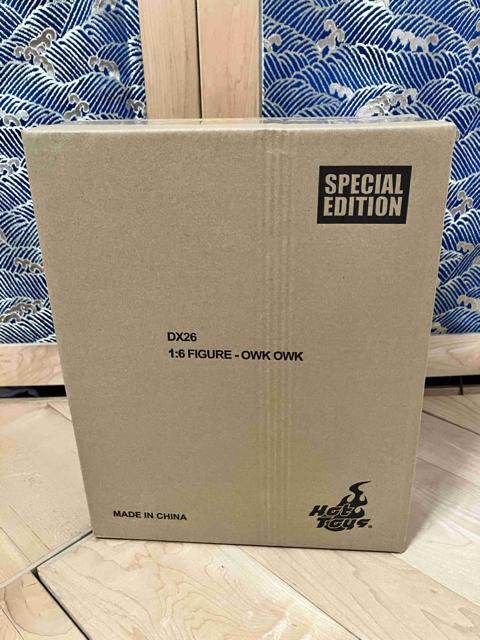 SPECIAL
EDITION
DX26
1:6 FIGURE - OWK OWK
MADE IN CHINA
Hot
Toys